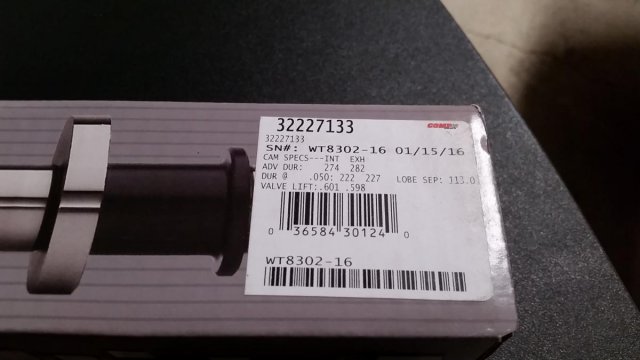 32227133
COMP
32227133
SN#: WT8302-16 01/15/16
CAM SPECS---INT EXH
ADV DUR: 274 282
DUR @ .050: 222 227 LOBE SEP: 113.0
VALVE LIFT:.601 .598
0 36584 30124 0
WT8302-16